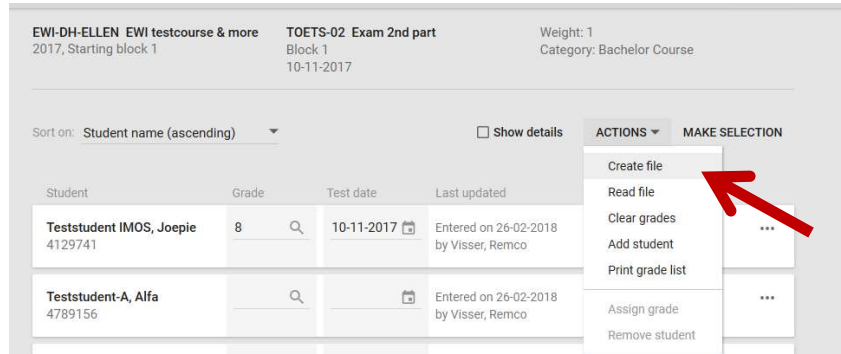 EWI-DH-ELLEN EWI testcourse & more
2017, Starting block 1
TOETS-02 Exam 2nd part
Block 1
10-11-2017
Weight: 1
Category: Bachelor Course
Sort on: Student name (ascending)
Show details
ACTIONS
MAKE SELECTION
Create file
Read file
Clear grades
Add student
Print grade list
Assign grade
Remove student
Student Grade Test date Last updated
Teststudent IMOS, Joepie
4129741
8
10-11-2017
Entered on 26-02-2018
by Visser, Remco
Teststudent-A, Alfa
4789156
Entered on 26-02-2018
by Visser, Remco